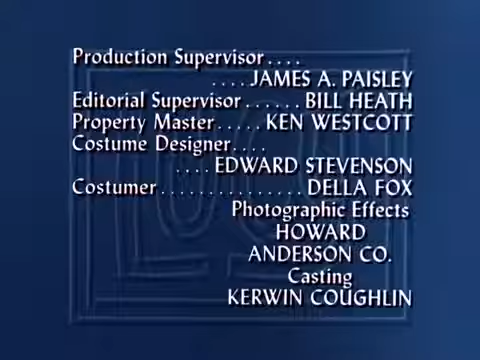 Production Supervisor....
....JAMES A. PAISLEY
Editorial Supervisor......BILL HEATH
Property Master.....KEN WESTCOTT
Costume Designer....
....EDWARD STEVENSON
Costumer...............DELLA FOX
Photographic Effects
HOWARD
ANDERSON CO.
Casting
KERWIN COUGHLIN